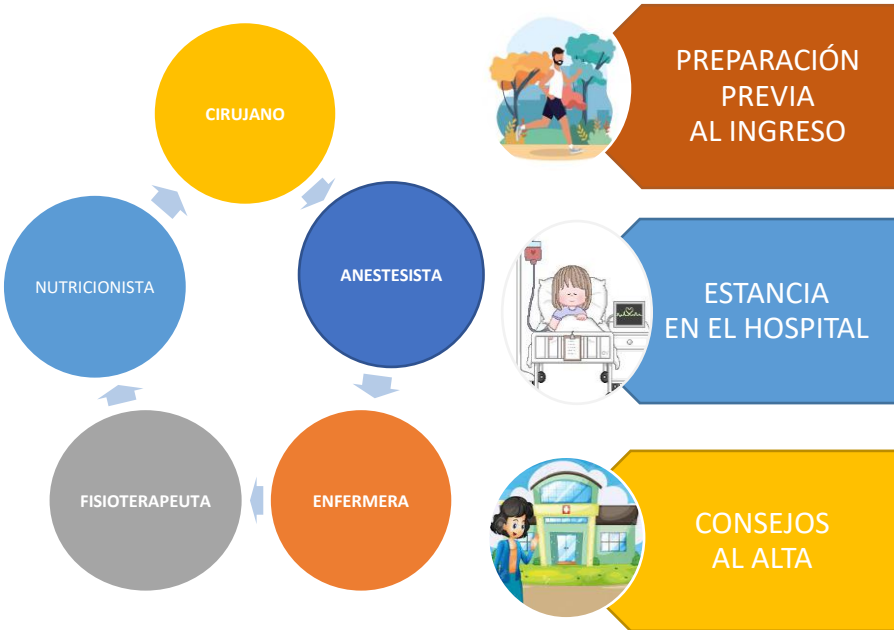 CIRUJANO
ANESTESISTA
ENFERMERA
FISIOTERAPEUTA
NUTRICIONISTA
PREPARACIÓN
PREVIA
AL INGRESO
ESTANCIA
EN EL HOSPITAL
CONSEJOS
AL ALTA